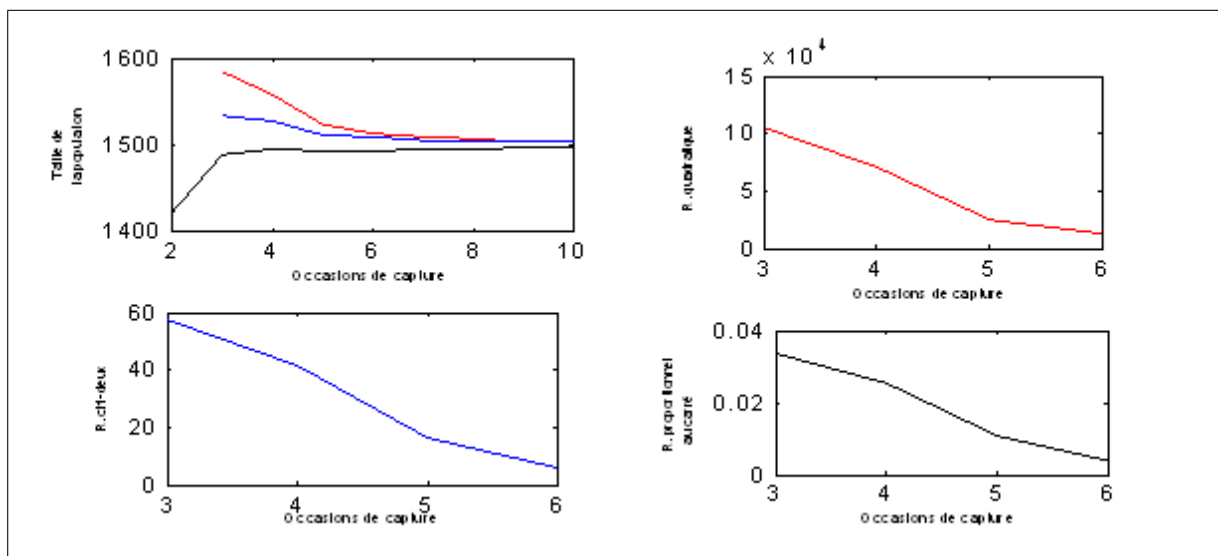 1600
1500
1400
Taille de
la population
2
4
6
8
10
Occasions de capture
x 10^4
15
10
5
0
R.quadratique
3
4
5
6
Occasions de capture
60
40
20
0
R.chi-deux
3
4
5
6
Occasions de capture
0.04
0.02
0
R.proportionnel
au carré
3
4
5
6
Occasions de capture